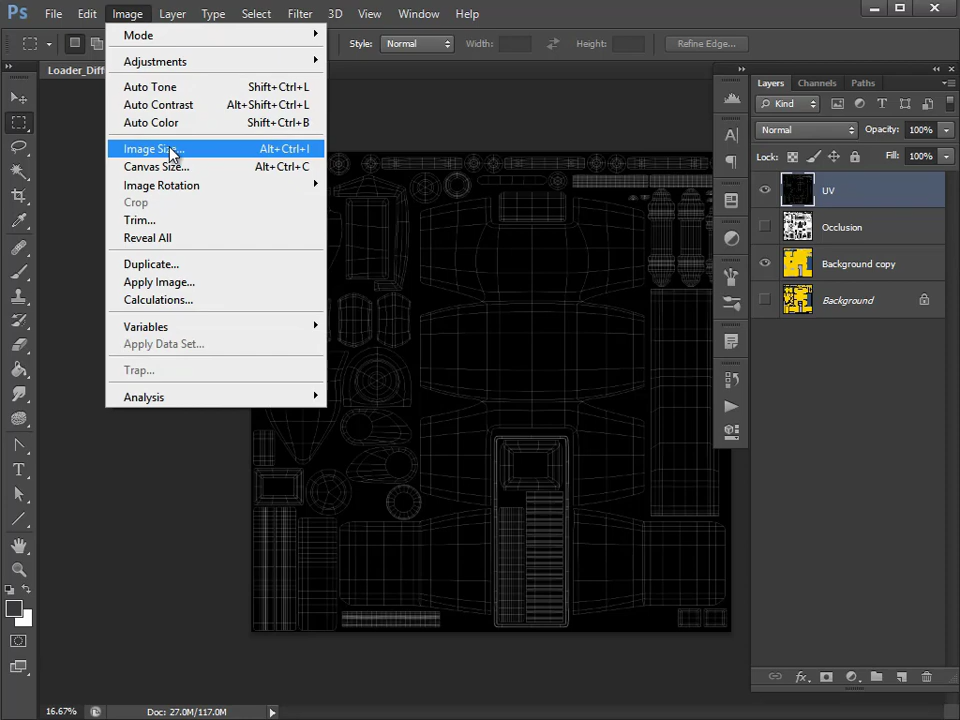 Ps File Edit Image Layer Type Select Filter 3D View Window Help
Style: Normal Width: Height: Refine Edge...
Loader_Diff
Mode
Adjustments
Auto Tone Shift+Ctrl+L
Auto Contrast Alt+Shift+Ctrl+L
Auto Color Shift+Ctrl+B
Image Size... Alt+Ctrl+I
Canvas Size... Alt+Ctrl+C
Image Rotation
Crop
Trim...
Reveal All
Duplicate...
Apply Image...
Calculations...
Variables
Apply Data Set...
Trap...
Analysis
Layers Channels Paths
Kind
Normal Opacity: 100%
Lock: Fill: 100%
UV
Occlusion
Background copy
Background
16.67% Doc: 27.0M/117.0M